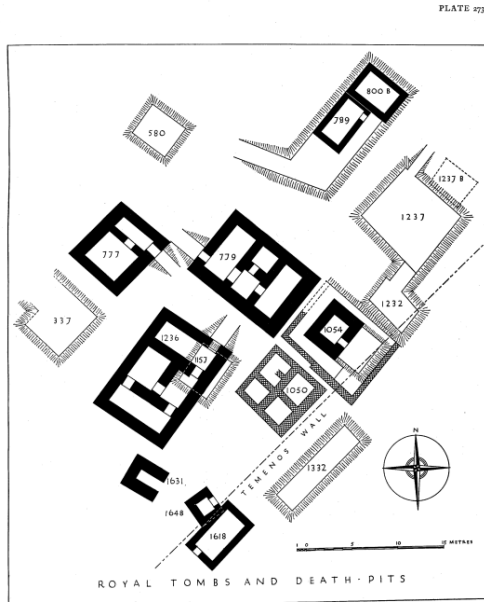 PLATE 273
800 B
789
580
1237 B
1237
777
779
1232
337
1236
1054
1157
1050
TEMENOS WALL
1332
N
1631
1648
1618
1 0 5 10 15 METRES
ROYAL TOMBS AND DEATH-PITS